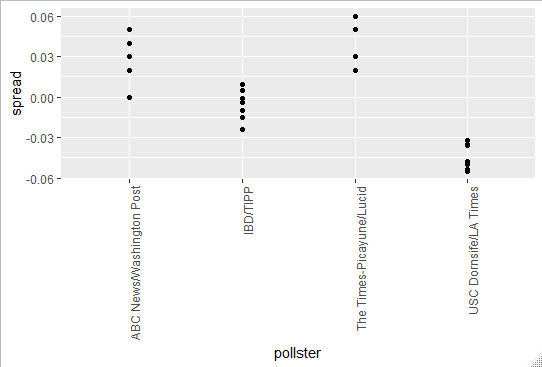 0.06
0.03
0.00
-0.03
-0.06
spread
ABC News/Washington Post
IBD/TIPP
The Times-Picayune/Lucid
USC Dornsife/LA Times
pollster